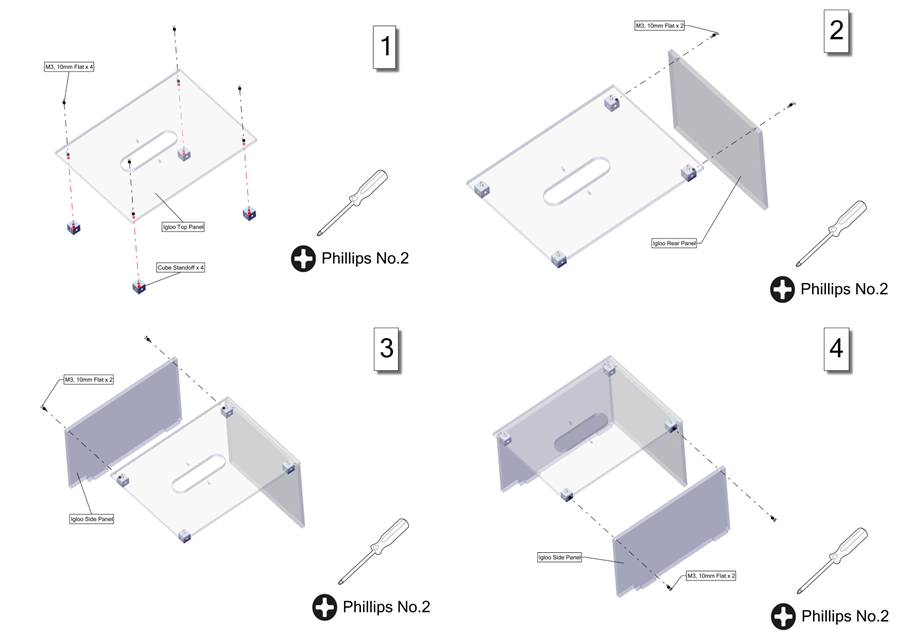 1
M3, 10mm Flat x 4
Igloo Top Panel
Cube Standoff x 4
Phillips No.2
2
M3, 10mm Flat x 2
Igloo Rear Panel
Phillips No.2
3
M3, 10mm Flat x 2
Igloo Side Panel
Phillips No.2
4
Igloo Side Panel
M3, 10mm Flat x 2
Phillips No.2